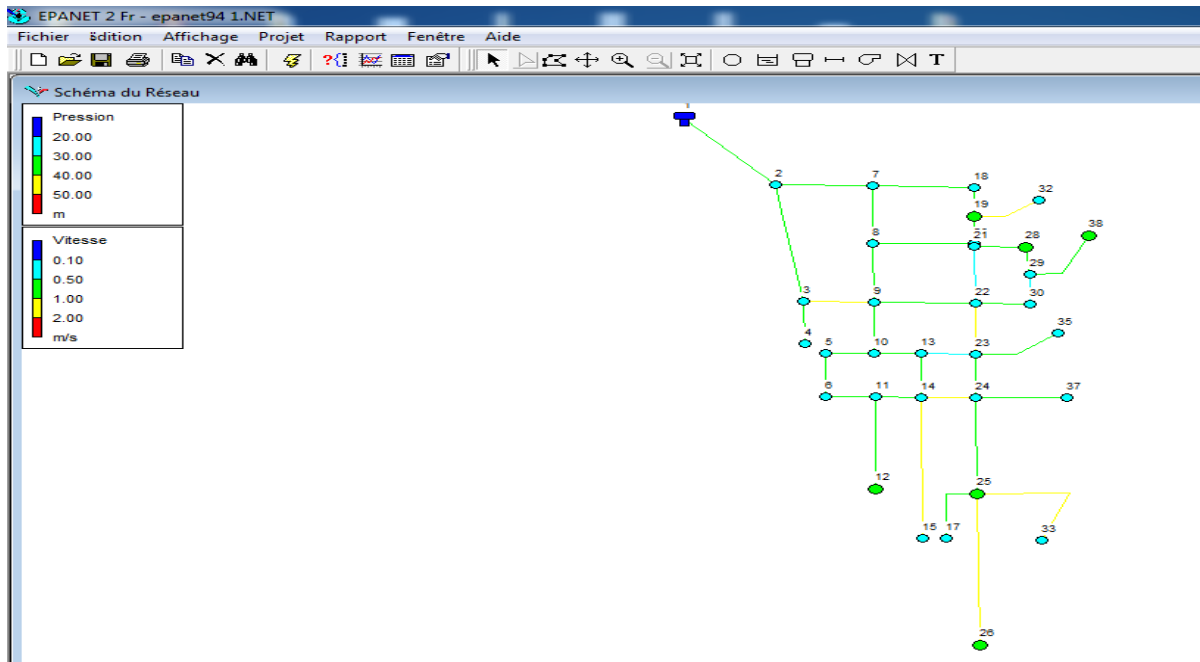 EPANET 2 Fr - epanet94 1.NET
Fichier Edition Affichage Projet Rapport Fenêtre Aide
T
Schéma du Réseau
Pression
20.00
30.00
40.00
50.00
m
Vitesse
0.10
0.50
1.00
2.00
m/s
1
2 7 18
32
19
38
8 21 28
29
3 9 22 30
4 5 10 13 23 35
6 11 14 24 37
12 25
15 17 33
26